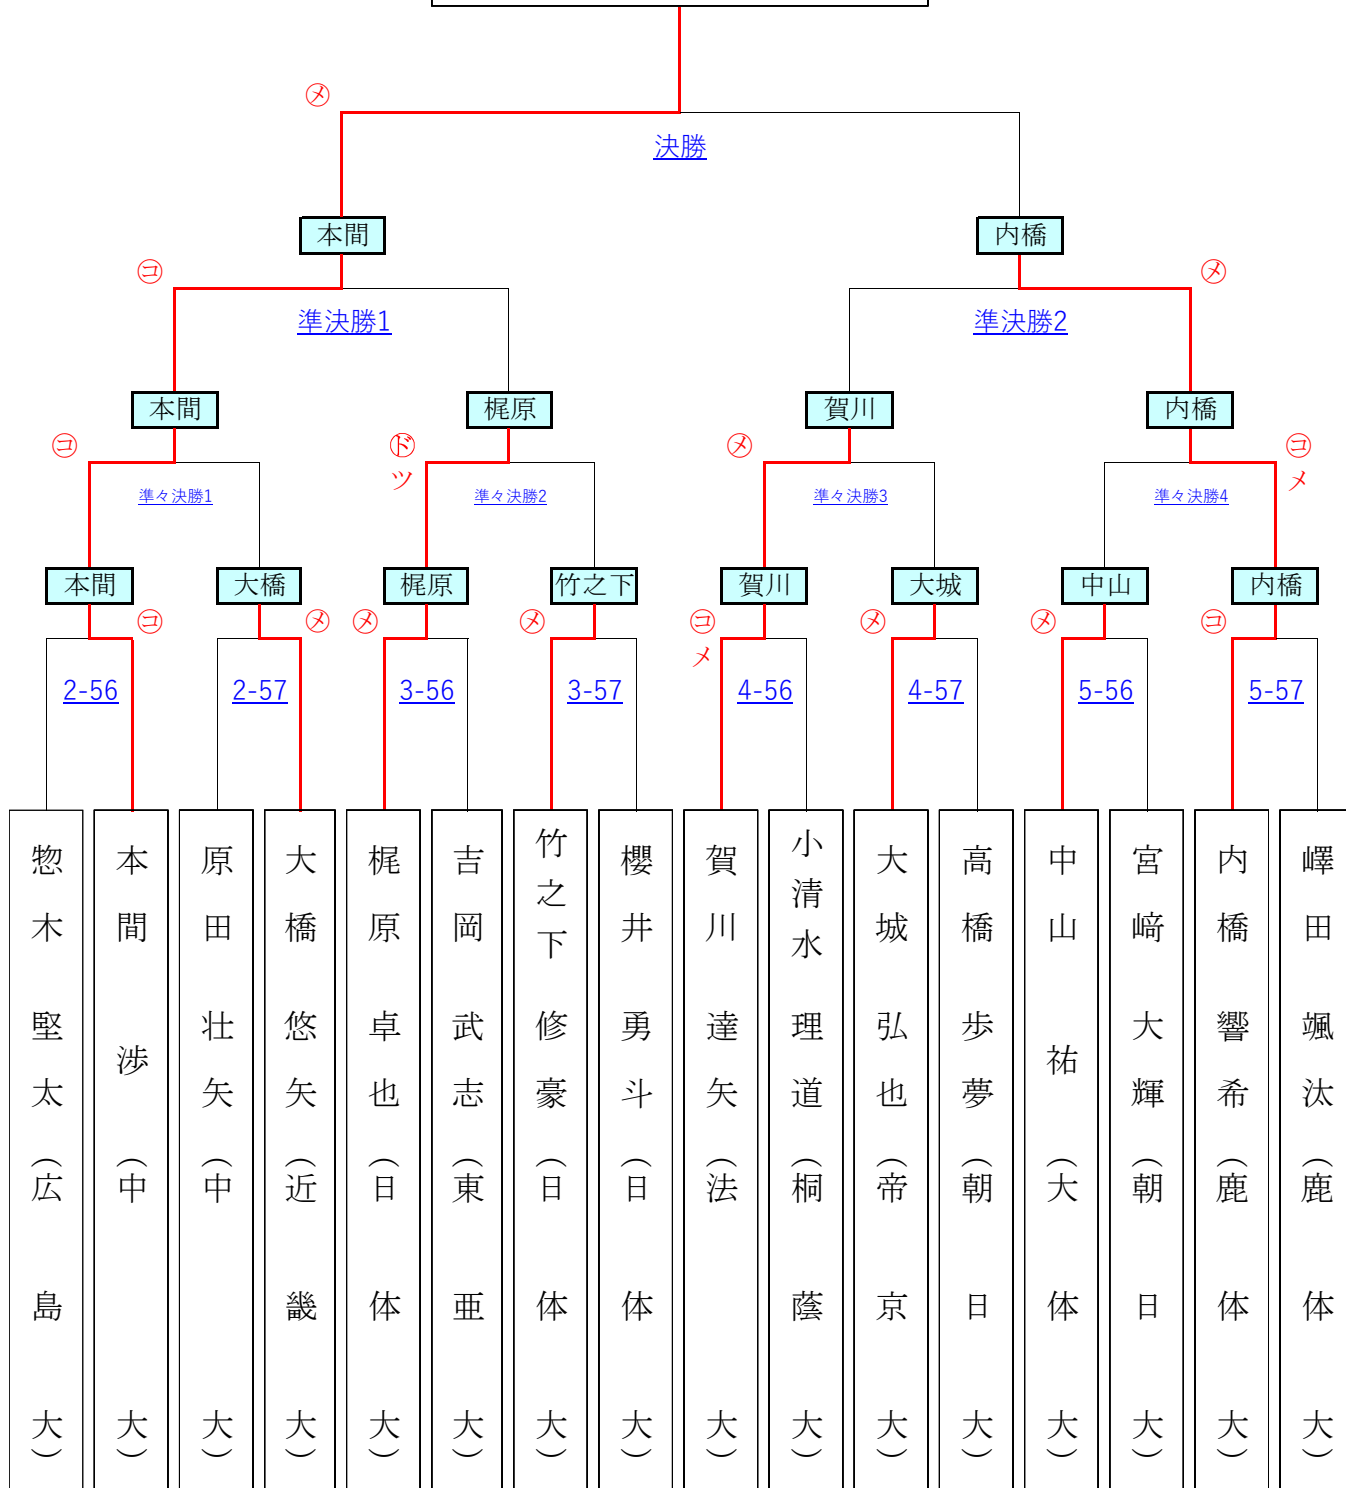 ㋱
決勝
本間
内橋
㋙
㋱
準決勝1
準決勝2
本間
梶原
賀川
内橋
㋙
㋣゛
ツ
㋱
㋙
メ
準々決勝1
準々決勝2
準々決勝3
準々決勝4
本間
大橋
梶原
竹之下
賀川
大城
中山
内橋
㋙
㋱
㋱
㋱
㋙
メ
㋱
㋱
㋙
2-56
2-57
3-56
3-57
4-56
4-57
5-56
5-57
惣木 堅太（広島大）
本間 渉（中大）
原田 壮矢（中大）
大橋 悠矢（近畿大）
梶原 卓也（日体大）
吉岡 武志（東亜大）
竹之下 修豪（日体大）
櫻井 勇斗（日体大）
賀川 達矢（法大）
小清水 理道（桐蔭大）
大城 弘也（帝京大）
高橋 歩夢（朝日大）
中山 祐（大体大）
宮﨑 大輝（朝日大）
内橋 響希（鹿体大）
嶧田 颯汰（鹿体大）